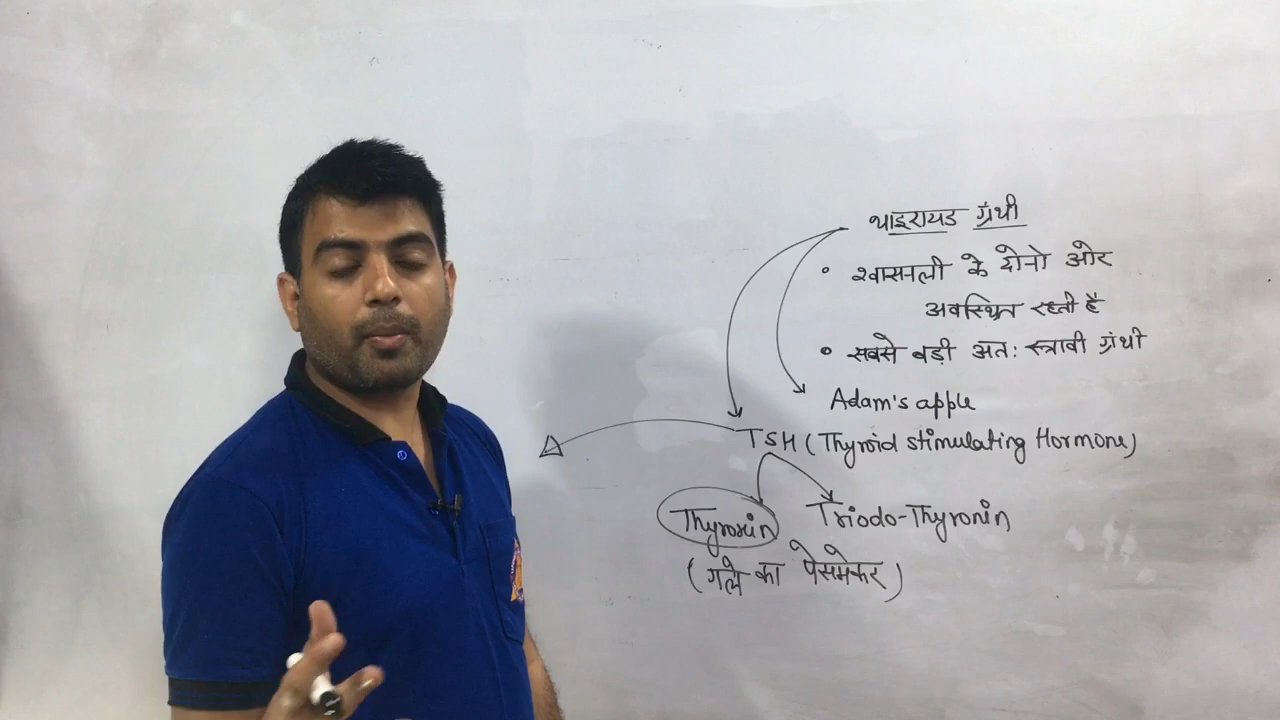 थाइरायड ग्रंथी
• श्वासनली के दोनो ओर
अवस्थित रहती है
• सबसे बड़ी अत: स्त्रावी ग्रंथी
Adam's apple
TSH (Thyroid stimulating Hormone)
Thyroxin Triodo-Thyronin
(गले का पेसमेकर)